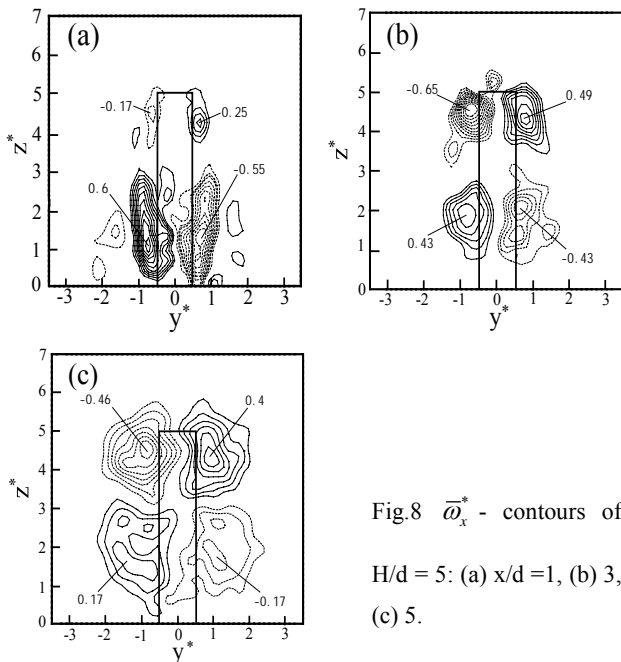 (a)
7
6
5
4
3
2
1
0
z*
-0.17
0.25
0.6
-0.55
-3 -2 -1 0 1 2 3
y*
(b)
7
6
5
4
3
2
1
0
z*
-0.65
0.49
0.43
-0.43
-3 -2 -1 0 1 2 3
y*
(c)
7
6
5
4
3
2
1
0
z*
-0.46
0.4
0.17
-0.17
-3 -2 -1 0 1 2 3
y*
Fig.8 ω̅ₓ* - contours of
H/d = 5: (a) x/d =1, (b) 3,
(c) 5.